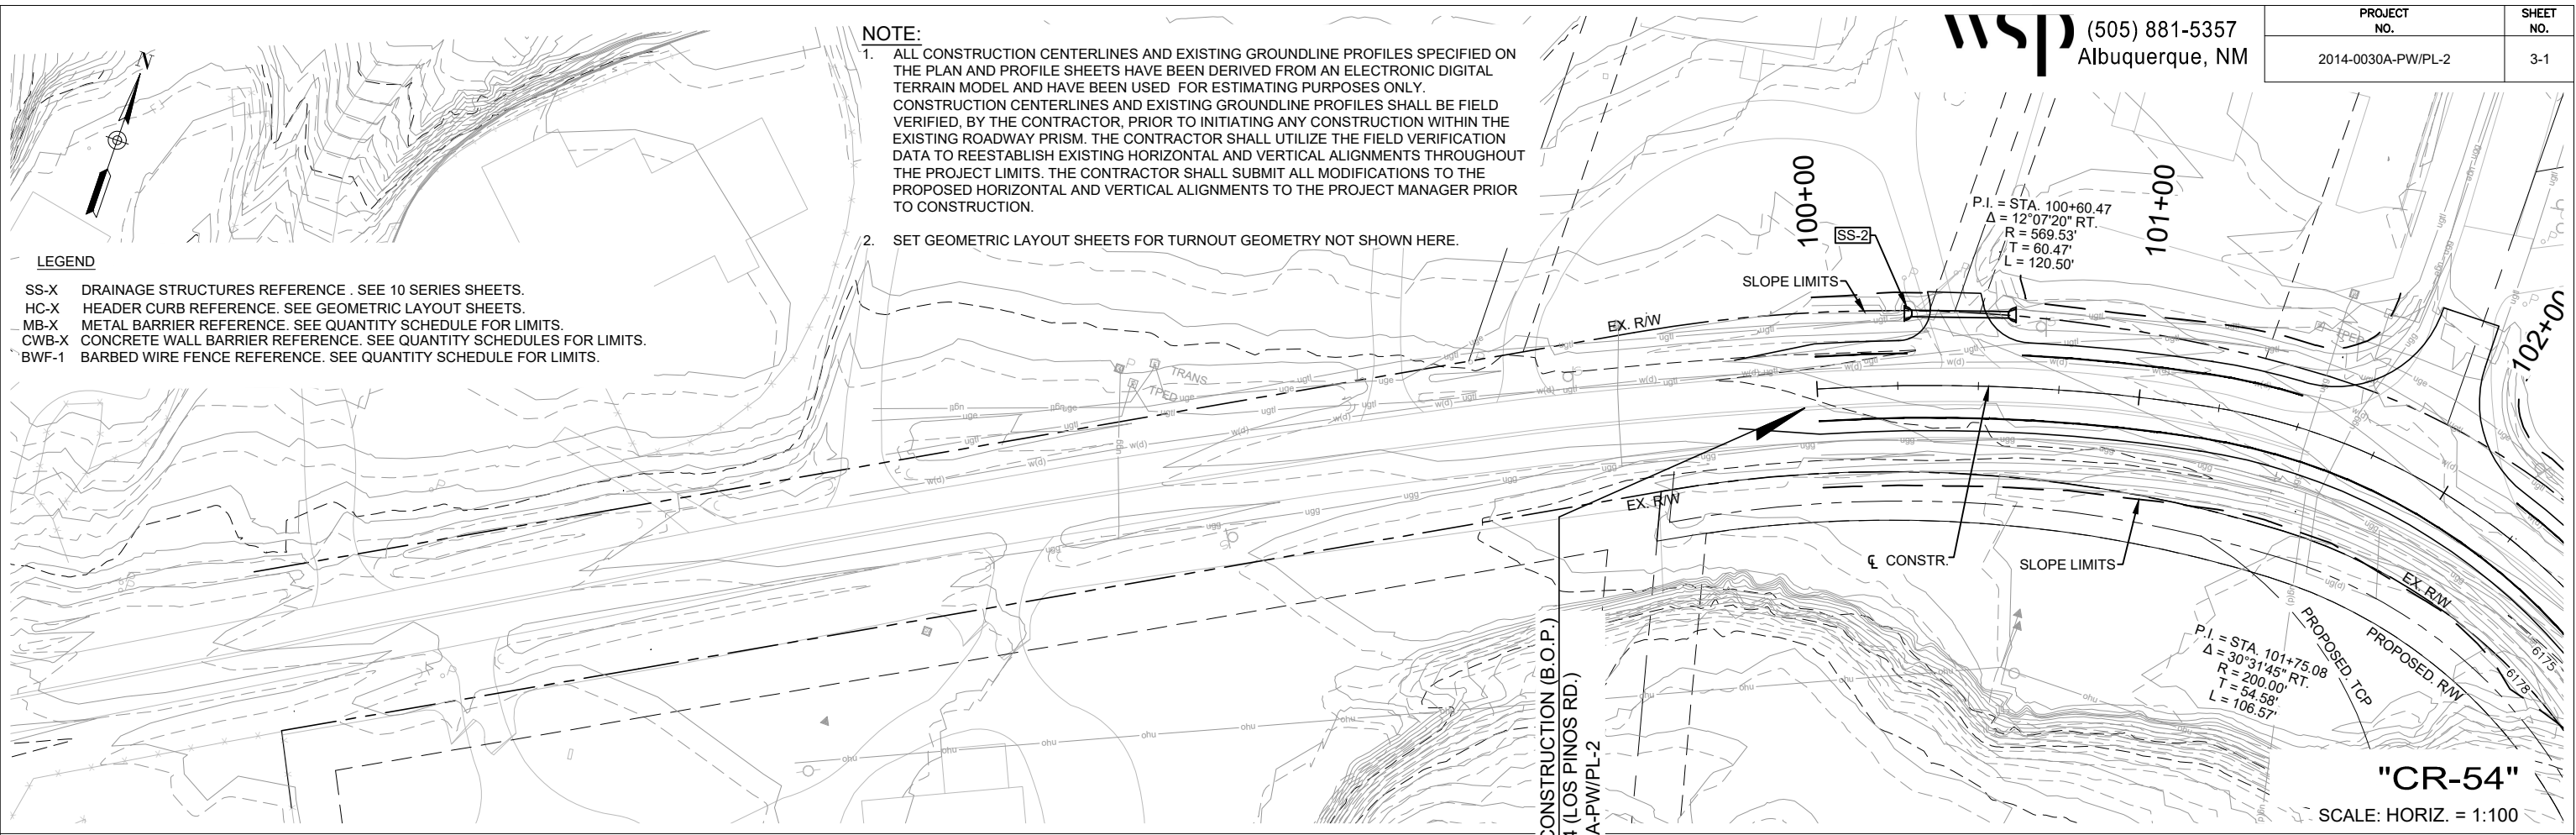 NOTE:
1. ALL CONSTRUCTION CENTERLINES AND EXISTING GROUNDLINE PROFILES SPECIFIED ON
THE PLAN AND PROFILE SHEETS HAVE BEEN DERIVED FROM AN ELECTRONIC DIGITAL
TERRAIN MODEL AND HAVE BEEN USED FOR ESTIMATING PURPOSES ONLY.
CONSTRUCTION CENTERLINES AND EXISTING GROUNDLINE PROFILES SHALL BE FIELD
VERIFIED, BY THE CONTRACTOR, PRIOR TO INITIATING ANY CONSTRUCTION WITHIN THE
EXISTING ROADWAY PRISM. THE CONTRACTOR SHALL UTILIZE THE FIELD VERIFICATION
DATA TO REESTABLISH EXISTING HORIZONTAL AND VERTICAL ALIGNMENTS THROUGHOUT
THE PROJECT LIMITS. THE CONTRACTOR SHALL SUBMIT ALL MODIFICATIONS TO THE
PROPOSED HORIZONTAL AND VERTICAL ALIGNMENTS TO THE PROJECT MANAGER PRIOR
TO CONSTRUCTION.
2. SET GEOMETRIC LAYOUT SHEETS FOR TURNOUT GEOMETRY NOT SHOWN HERE.
wsp
(505) 881-5357
Albuquerque, NM
PROJECT
NO.
SHEET
NO.
2014-0030A-PW/PL-2
3-1
N
LEGEND
SS-X DRAINAGE STRUCTURES REFERENCE . SEE 10 SERIES SHEETS.
HC-X HEADER CURB REFERENCE. SEE GEOMETRIC LAYOUT SHEETS.
MB-X METAL BARRIER REFERENCE. SEE QUANTITY SCHEDULE FOR LIMITS.
CWB-X CONCRETE WALL BARRIER REFERENCE. SEE QUANTITY SCHEDULES FOR LIMITS.
BWF-1 BARBED WIRE FENCE REFERENCE. SEE QUANTITY SCHEDULE FOR LIMITS.
100+00
101+00
102+00
SS-2
SLOPE LIMITS
P.I. = STA. 100+60.47
Δ = 12°07'20" RT.
R = 569.53'
T = 60.47'
L = 120.50'
EX. R/W
TRANS
TPED
TPED
EX. R/W
℄ CONSTR.
SLOPE LIMITS
EX. R/W
PROPOSED. TCP
PROPOSED. R/W
6175
6178
P.I. = STA. 101+75.08
Δ = 30°31'45" RT.
R = 200.00'
T = 54.58'
L = 106.57'
CONSTRUCTION (B.O.P.)
(LOS PINOS RD.)
A-PW/PL-2
ugtl
uge
w(d)
ugg
ohu
ug(d)
"CR-54"
SCALE: HORIZ. = 1:100